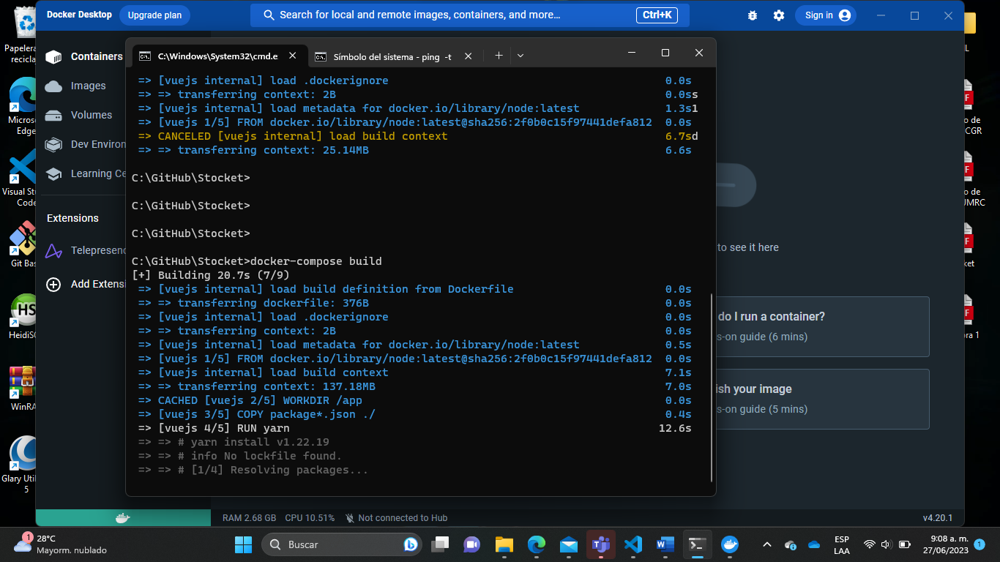 Docker Desktop
Upgrade plan
Search for local and remote images, containers, and more...
Ctrl+K
Sign in
Papelera
recicla
Microso
Edge
Visual Stu
Code
Git Bas
HeidiSQ
WinRA
Glary Util
5
Containers
Images
Volumes
Dev Environ
Learning Ce
Extensions
Telepresenc
Add Extensi
C:\Windows\System32\cmd.e
Símbolo del sistema - ping -t
=> [vuejs internal] load .dockerignore 0.0s
=> => transferring context: 2B 0.0ss
=> [vuejs internal] load metadata for docker.io/library/node:latest 1.3s1
=> [vuejs 1/5] FROM docker.io/library/node:latest@sha256:2f0b0c15f97441defa812 0.0s
=> CANCELED [vuejs internal] load build context 6.7sd
=> => transferring context: 25.14MB 6.6s
C:\GitHub\Stocket>
C:\GitHub\Stocket>
C:\GitHub\Stocket>
C:\GitHub\Stocket>docker-compose build
[+] Building 20.7s (7/9)
=> [vuejs internal] load build definition from Dockerfile 0.0s
=> => transferring dockerfile: 376B 0.0s
=> [vuejs internal] load .dockerignore 0.0s
=> => transferring context: 2B 0.0s
=> [vuejs internal] load metadata for docker.io/library/node:latest 0.5s
=> [vuejs 1/5] FROM docker.io/library/node:latest@sha256:2f0b0c15f97441defa812 0.0s
=> [vuejs internal] load build context 7.1s
=> => transferring context: 137.18MB 7.0s
=> CACHED [vuejs 2/5] WORKDIR /app 0.0s
=> [vuejs 3/5] COPY package*.json ./ 0.4s
=> [vuejs 4/5] RUN yarn 12.6s
=> => # yarn install v1.22.19
=> => # info No lockfile found.
=> => # [1/4] Resolving packages...
to see it here
do I run a container?
s-on guide (6 mins)
ish your image
s-on guide (5 mins)
L
o de
CGR
o de
JMRC
ket
ra 1
RAM 2.68 GB CPU 10.51% Not connected to Hub
v4.20.1
1
28°C
Mayorm. nublado
Buscar
ESP
LAA
9:08 a. m.
27/06/2023
1